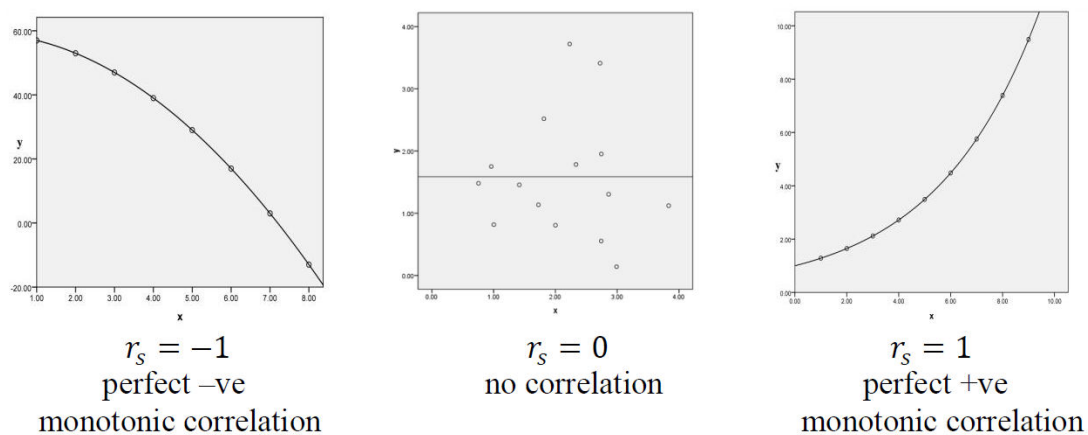 60.00
40.00
y
20.00
0.00
-20.00
1.00 2.00 3.00 4.00 5.00 6.00 7.00 8.00
x
4.00
3.00
y
2.00
1.00
0.00
0.00 1.00 2.00 3.00 4.00
x
10.00
8.00
6.00
y
4.00
2.00
0.00
0.00 2.00 4.00 6.00 8.00 10.00
x
r_s = −1
perfect –ve
monotonic correlation
r_s = 0
no correlation
r_s = 1
perfect +ve
monotonic correlation